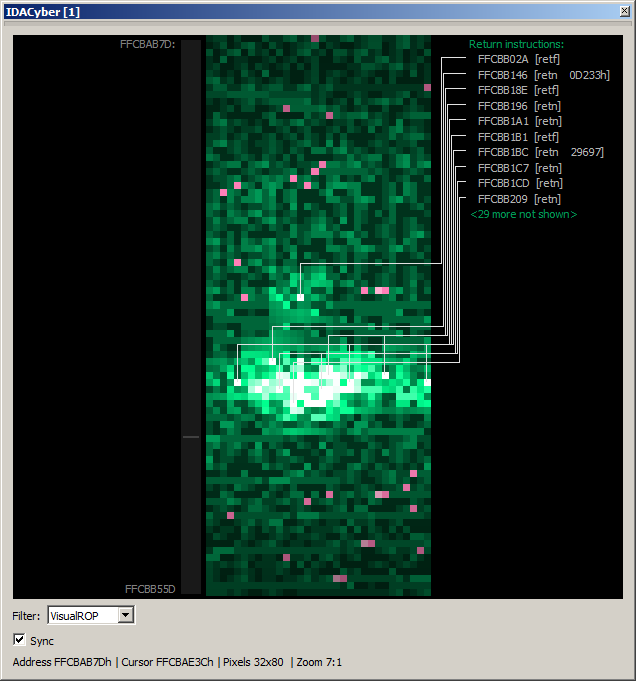 IDACyber [1]
FFCBAB7D:
Return instructions:
FFCBB02A [retf]
FFCBB146 [retn 0D233h]
FFCBB18E [retf]
FFCBB196 [retn]
FFCBB1A1 [retn]
FFCBB1B1 [retf]
FFCBB1BC [retn 29697]
FFCBB1C7 [retn]
FFCBB1CD [retn]
FFCBB209 [retn]
<29 more not shown>
FFCBB55D
Filter: VisualROP
Sync
Address FFCBAB7Dh | Cursor FFCBAE3Ch | Pixels 32x80 | Zoom 7:1